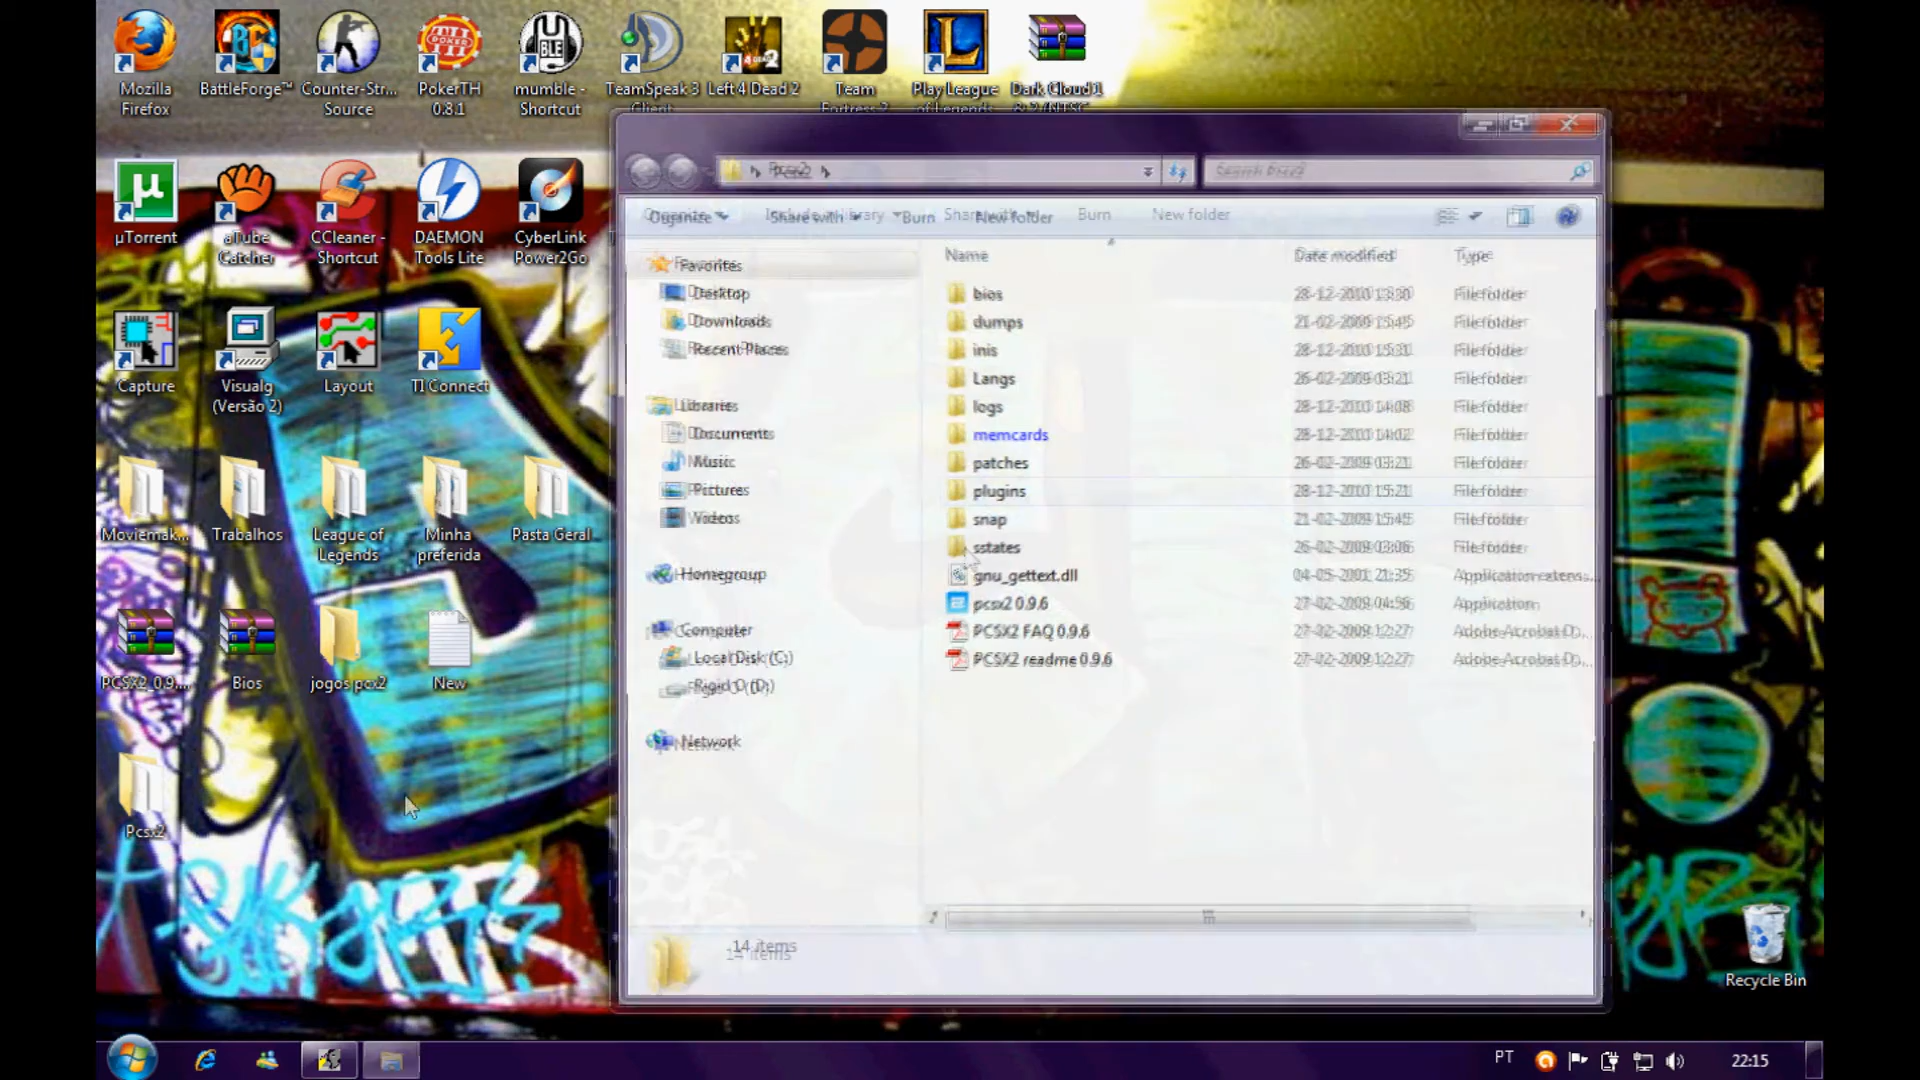 Mozilla
Firefox
BattleForge™
Counter-Str...
Source
PokerTH
0.8.1
mumble -
Shortcut
TeamSpeak 3
Client
Left 4 Dead 2
Team
Fortress 2
Play League
of Legends
Dark Cloud 1
µTorrent
aTube
Catcher
CCleaner -
Shortcut
DAEMON
Tools Lite
CyberLink
Power2Go
Capture
Visualg
(Versão 2)
Layout
TI Connect
Moviemak...
Trabalhos
League of
Legends
Minha
preferida
Pasta Geral
PCSX2_0.9....
Bios
jogos pcx2
New
Pcsx2
Pcsx2
Search Pcsx2
Organize
Share with
Burn
New folder
Burn
New folder
Name
Date modified
Type
Favorites
Desktop
Downloads
Recent Places
Libraries
Documents
Music
Pictures
Videos
Homegroup
Computer
Local Disk (C:)
Rigid O (D:)
Network
bios 28-12-2010 13:30 File folder
dumps 21-02-2009 15:45 File folder
inis 28-12-2010 15:31 File folder
Langs 26-02-2009 03:21 File folder
logs 28-12-2010 14:08 File folder
memcards 28-12-2010 14:02 File folder
patches 26-02-2009 03:21 File folder
plugins 28-12-2010 15:21 File folder
snap 21-02-2009 15:45 File folder
sstates 26-02-2009 03:06 File folder
gnu_gettext.dll 04-05-2001 21:35 Application extens...
pcsx2 0.9.6 27-02-2009 04:56 Application
PCSX2 FAQ 0.9.6 27-02-2009 12:27 Adobe Acrobat D...
PCSX2 readme 0.9.6 27-02-2009 12:27 Adobe Acrobat D...
14 items
Recycle Bin
PT
22:15